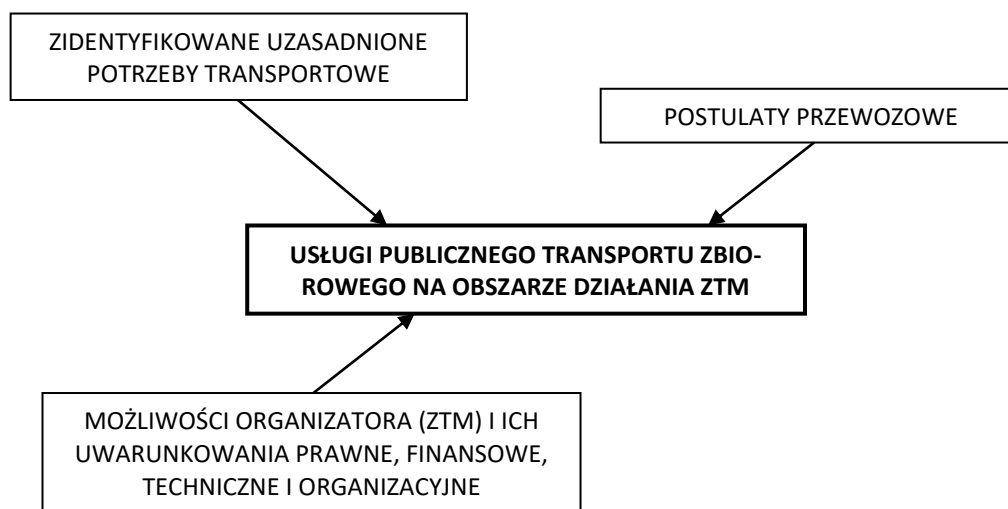 ZIDENTYFIKOWANE UZASADNIONE
POTRZEBY TRANSPORTOWE
POSTULATY PRZEWOZOWE
USŁUGI PUBLICZNEGO TRANSPORTU ZBIO-
ROWEGO NA OBSZARZE DZIAŁANIA ZTM
MOŻLIWOŚCI ORGANIZATORA (ZTM) I ICH
UWARUNKOWANIA PRAWNE, FINANSOWE,
TECHNICZNE I ORGANIZACYJNE